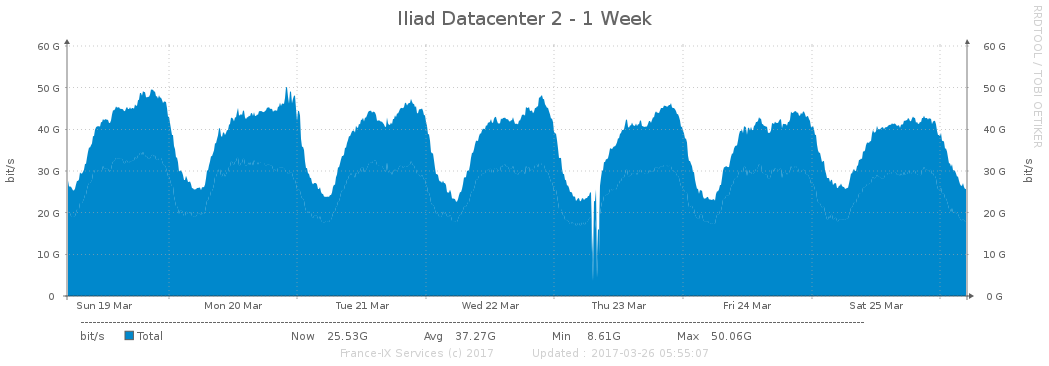 Iliad Datacenter 2 - 1 Week
RRDTOOL / TOBI OETIKER
60 G 60 G
50 G 50 G
40 G 40 G
30 G 30 G
20 G 20 G
10 G 10 G
0 0 G
bit/s
bit/s
Sun 19 Mar Mon 20 Mar Tue 21 Mar Wed 22 Mar Thu 23 Mar Fri 24 Mar Sat 25 Mar
bit/s Total Now 25.53G Avg 37.27G Min 8.61G Max 50.06G
France-IX Services (c) 2017 Updated : 2017-03-26 05:55:07